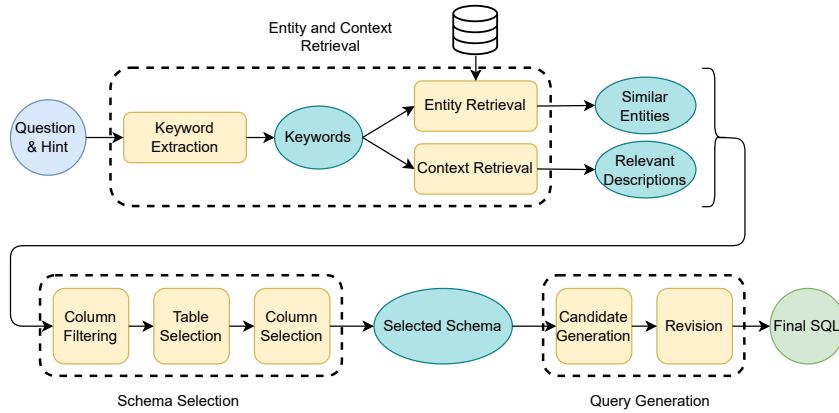 Entity and Context
Retrieval
Question
& Hint
Keyword
Extraction
Keywords
Entity Retrieval
Context Retrieval
Similar
Entities
Relevant
Descriptions
Column
Filtering
Table
Selection
Column
Selection
Selected Schema
Candidate
Generation
Revision
Final SQL
Schema Selection
Query Generation